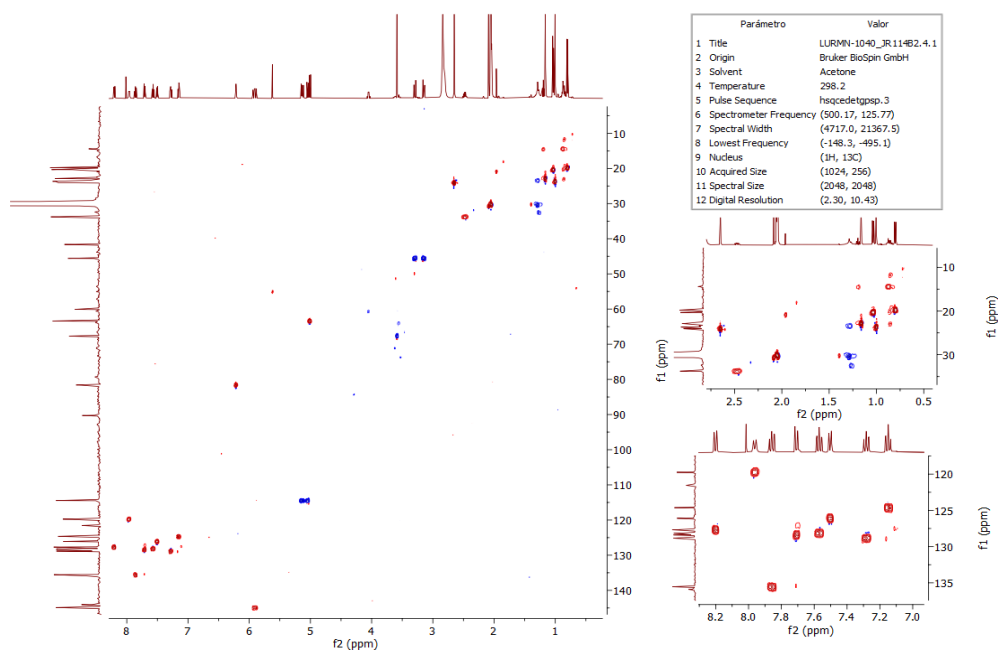 Parámetro Valor
1 Title LURMN-1040_JR114B2.4.1
2 Origin Bruker BioSpin GmbH
3 Solvent Acetone
4 Temperature 298.2
5 Pulse Sequence hsqcedetgpsp.3
6 Spectrometer Frequency (500.17, 125.77)
7 Spectral Width (4717.0, 21367.5)
8 Lowest Frequency (-148.3, -495.1)
9 Nucleus (1H, 13C)
10 Acquired Size (1024, 256)
11 Spectral Size (2048, 2048)
12 Digital Resolution (2.30, 10.43)
10
20
30
40
50
60
70
80
90
100
110
120
130
140
f1 (ppm)
8 7 6 5 4 3 2 1
f2 (ppm)
10
20
30
f1 (ppm)
2.5 2.0 1.5 1.0 0.5
f2 (ppm)
120
125
130
135
f1 (ppm)
8.2 8.0 7.8 7.6 7.4 7.2 7.0
f2 (ppm)